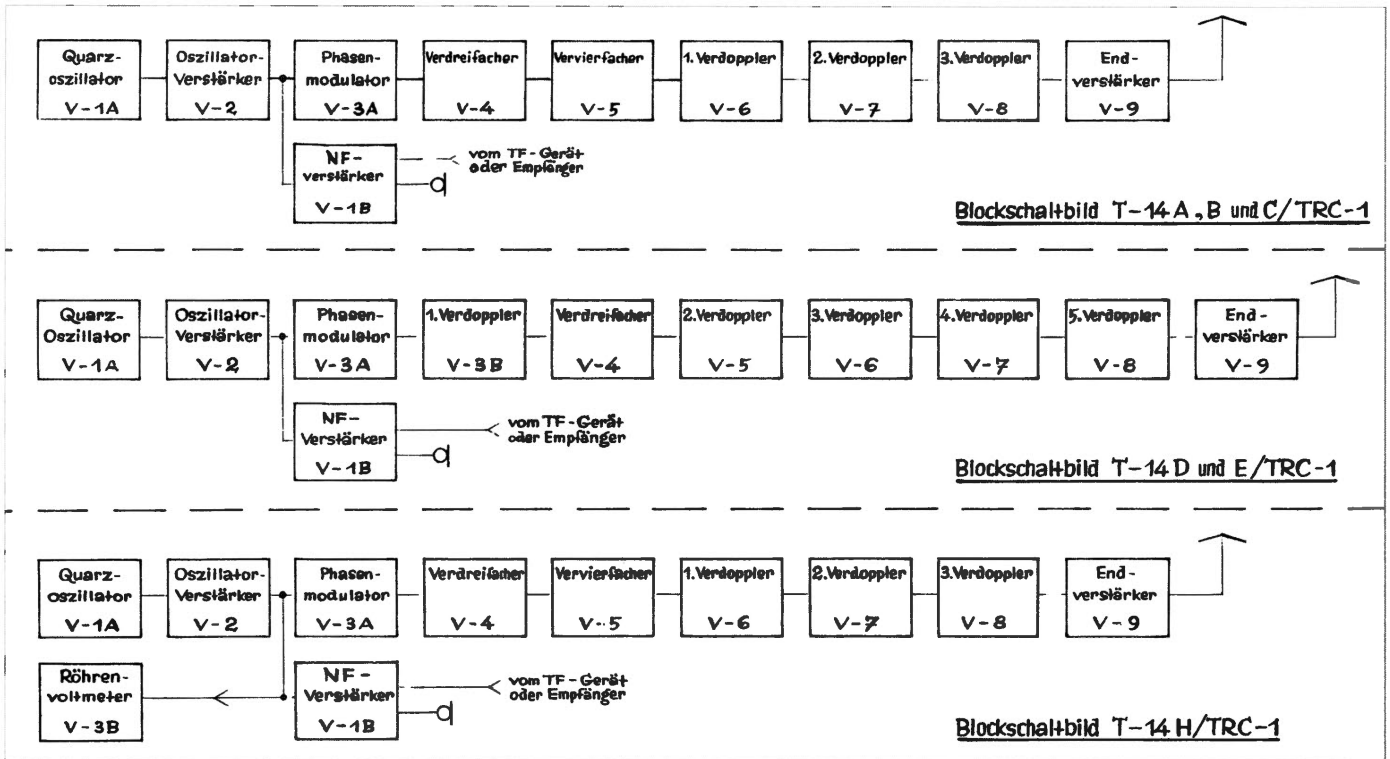 Quarz-
oszillator
V-1A
Oszillator-
Verstärker
V-2
Phasen-
modulator
V-3A
Verdreifacher
V-4
Vervierfacher
V-5
1. Verdoppler
V-6
2. Verdoppler
V-7
3. Verdoppler
V-8
End-
verstärker
V-9
NF-
verstärker
V-1B
vom TF-Gerät
oder Empfänger
Blockschaltbild T-14A, B und C/TRC-1
Quarz-
Oszillator
V-1A
Oszillator-
Verstärker
V-2
Phasen-
modulator
V-3A
1. Verdoppler
V-3B
Verdreifacher
V-4
2. Verdoppler
V-5
3. Verdoppler
V-6
4. Verdoppler
V-7
5. Verdoppler
V-8
End-
verstärker
V-9
NF-
Verstärker
V-1B
vom TF-Gerät
oder Empfänger
Blockschaltbild T-14D und E/TRC-1
Quarz-
oszillator
V-1A
Oszillator-
Verstärker
V-2
Phasen-
modulator
V-3A
Verdreifacher
V-4
Vervierfacher
V-5
1. Verdoppler
V-6
2. Verdoppler
V-7
3. Verdoppler
V-8
End-
verstärker
V-9
Röhren-
voltmeter
V-3B
NF-
Verstärker
V-1B
vom TF-Gerät
oder Empfänger
Blockschaltbild T-14H/TRC-1